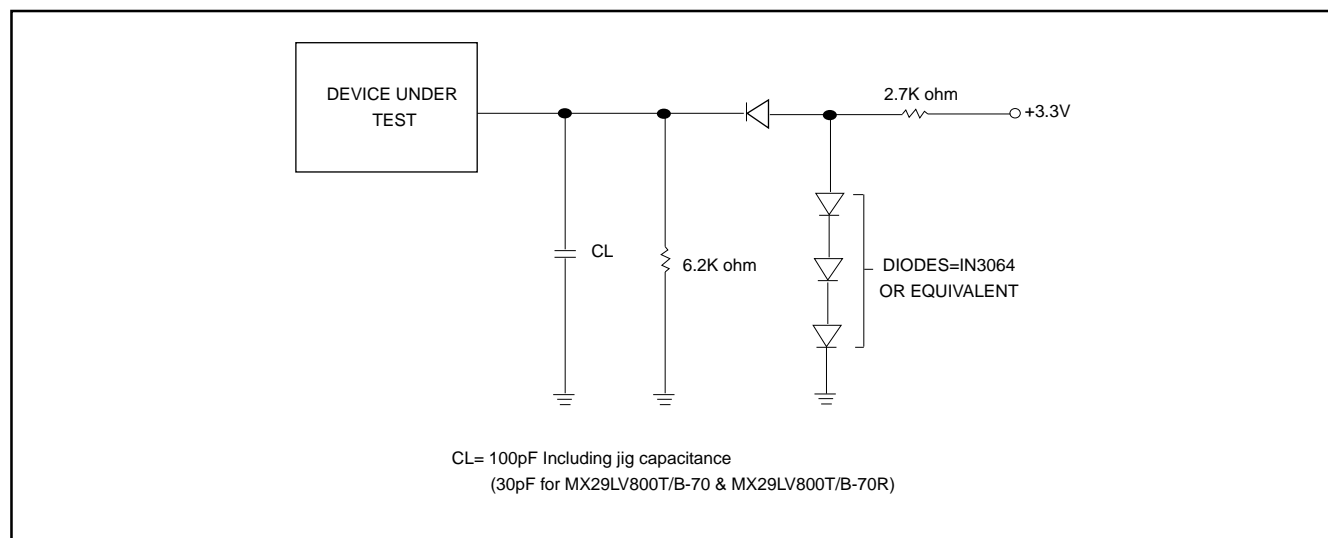 DEVICE UNDER
TEST
2.7K ohm
+3.3V
CL
6.2K ohm
DIODES=IN3064
OR EQUIVALENT
CL= 100pF Including jig capacitance
(30pF for MX29LV800T/B-70 & MX29LV800T/B-70R)